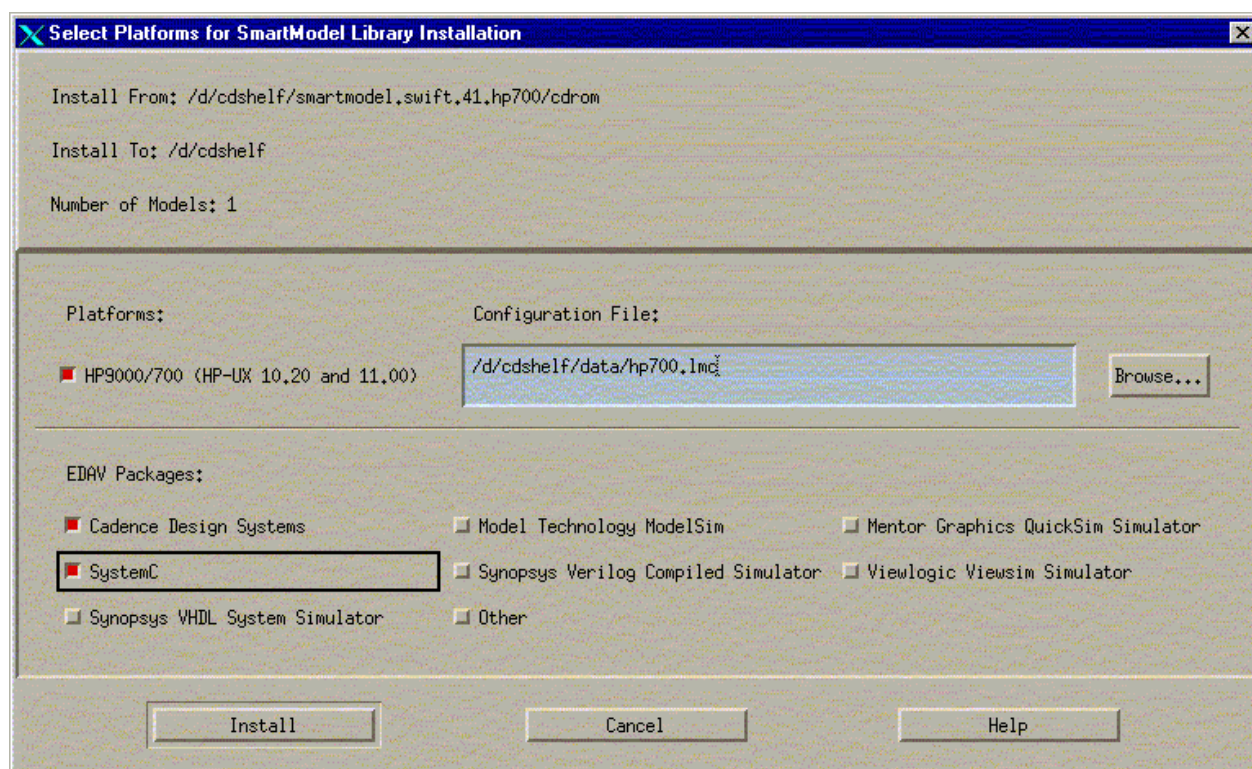 Select Platforms for SmartModel Library Installation
Install From: /d/cdshelf/smartmodel.swift.41.hp700/cdrom
Install To: /d/cdshelf
Number of Models: 1
Platforms:
Configuration File:
HP9000/700 (HP-UX 10.20 and 11.00)
/d/cdshelf/data/hp700.lmc
Browse...
EDAV Packages:
Cadence Design Systems
Model Technology ModelSim
Mentor Graphics QuickSim Simulator
SystemC
Synopsys Verilog Compiled Simulator
Viewlogic Viewsim Simulator
Synopsys VHDL System Simulator
Other
Install
Cancel
Help